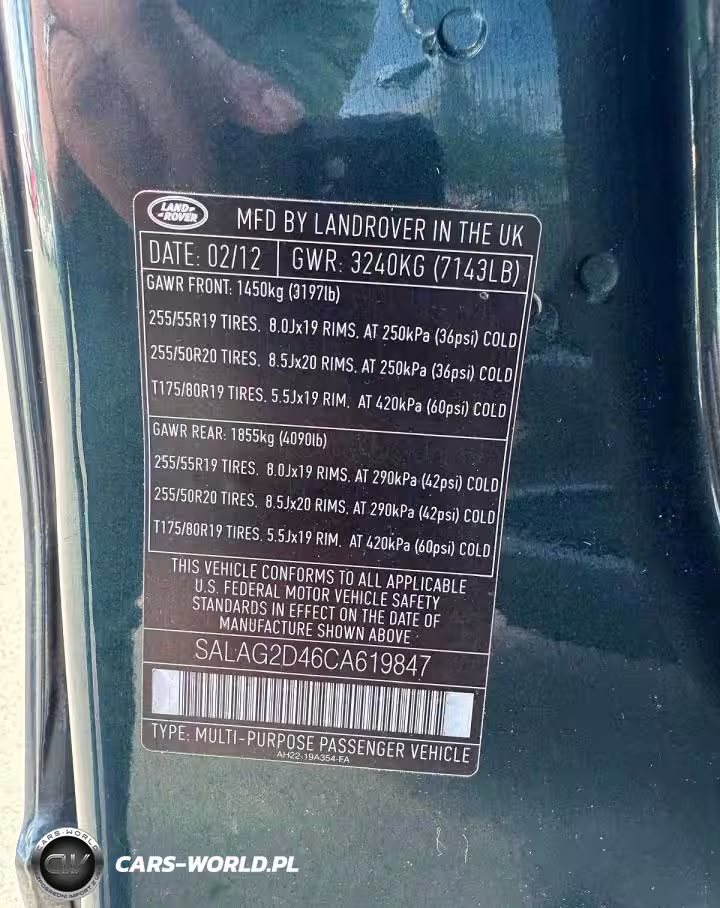 LAND-
ROVER
MFD BY LANDROVER IN THE UK
DATE: 02/12 GWR: 3240KG (7143LB)
GAWR FRONT: 1450kg (3197lb)
255/55R19 TIRES. 8.0Jx19 RIMS, AT 250kPa (36psi) COLD
255/50R20 TIRES. 8.5Jx20 RIMS, AT 250kPa (36psi) COLD
T175/80R19 TIRES. 5.5Jx19 RIM, AT 420kPa (60psi) COLD
GAWR REAR: 1855kg (4090lb)
255/55R19 TIRES. 8.0Jx19 RIMS, AT 290kPa (42psi) COLD
255/50R20 TIRES. 8.5Jx20 RIMS, AT 290kPa (42psi) COLD
T175/80R19 TIRES. 5.5Jx19 RIM, AT 420kPa (60psi) COLD
THIS VEHICLE CONFORMS TO ALL APPLICABLE
U.S. FEDERAL MOTOR VEHICLE SAFETY
STANDARDS IN EFFECT ON THE DATE OF
MANUFACTURE SHOWN ABOVE
SALAG2D46CA619847
TYPE: MULTI-PURPOSE PASSENGER VEHICLE
AH22-19A354-FA
CARS-WORLD
CW
CARS-WORLD.PL